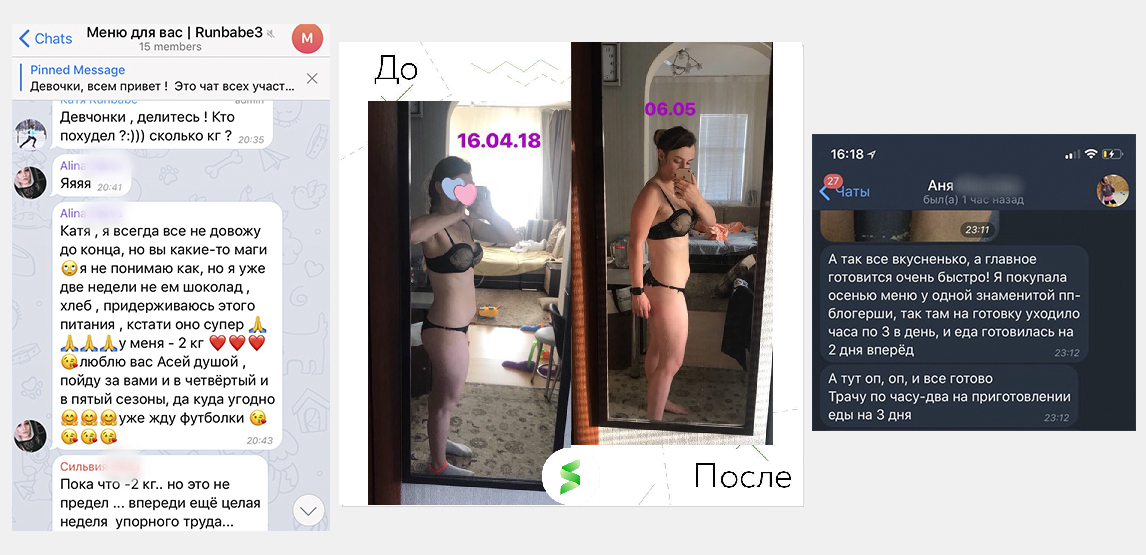 Chats
Меню для вас | Runbabe3
15 members
M
Pinned Message
Девочки, всем привет ! Это чат всех участ...
Катя Runbabe
admin
Девчонки , делитесь ! Кто
похудел ?:))) сколько кг ?
20:35
Alina
Яяяя
20:41
Alina
Катя , я всегда все не довожу
до конца, но вы какие-то маги
🙄я не понимаю как, но я уже
две недели не ем шоколад ,
хлеб , придерживаюсь этого
питания , кстати оно супер 🙏
🙏🙏🙏у меня - 2 кг ❤️❤️❤️
😘люблю вас Асей душой ,
пойду за вами и в четвёртый и
в пятый сезоны, да куда угодно
🤗🤗🤗уже жду футболки 😘
😘😘😘
20:43
Сильвия
Пока что -2 кг.. но это не
предел ... впереди ещё целая
неделя упорного труда...
До
16.04.18
06.05
После
16:18
27
Чаты
Аня
был(а) 1 час назад
23:11
А так все вкусненько, а главное
готовится очень быстро! Я покупала
осенью меню у одной знаменитой пп-
блогерши, так там на готовку уходило
часа по 3 в день, и еда готовилась на
2 дня вперёд
23:12
А тут оп, оп, и все готово
Трачу по часу-два на приготовлении
еды на 3 дня
23:12